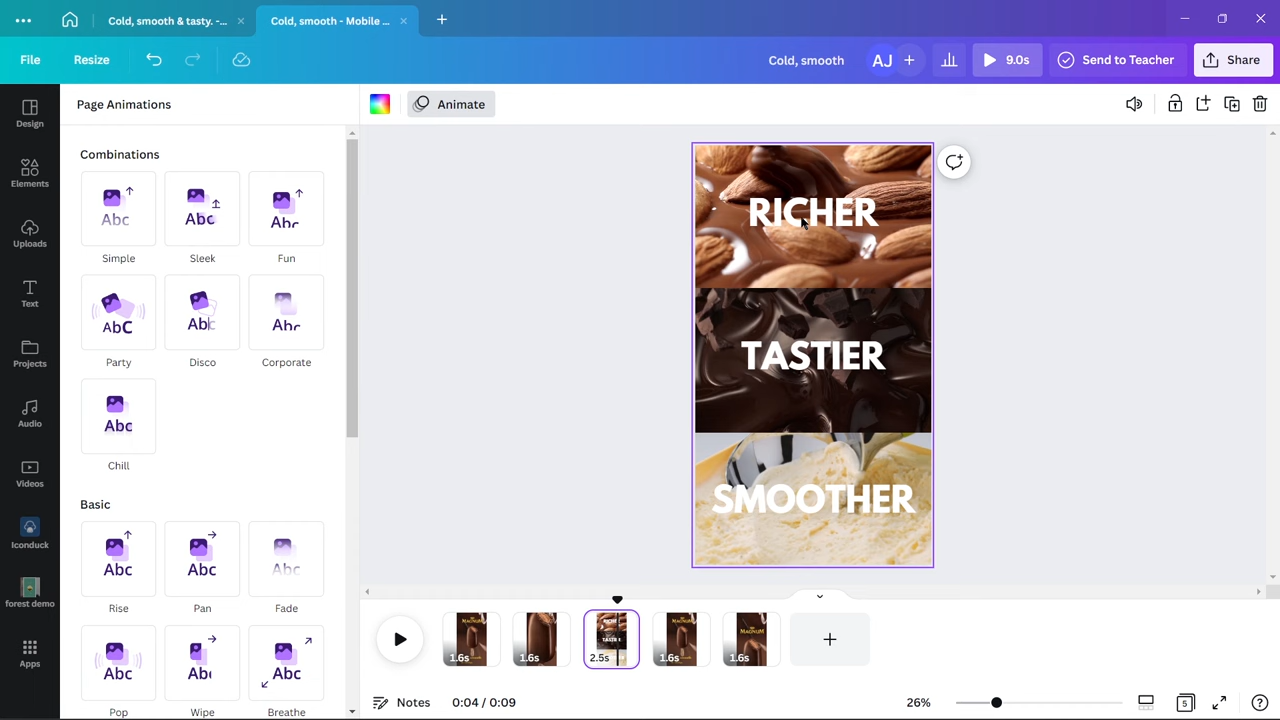 Cold, smooth & tasty. -...
Cold, smooth - Mobile ...
File
Resize
Cold, smooth
AJ
9.0s
Send to Teacher
Share
Design
Elements
Uploads
Text
Projects
Audio
Videos
Iconduck
forest demo
Apps
Page Animations
Animate
Combinations
Abc
Abc
Abc
Simple
Sleek
Fun
AbC
Abc
Abc
Party
Disco
Corporate
Abc
Chill
Basic
Abc
Abc
Abc
Rise
Pan
Fade
Abc
Abc
Abc
Pop
Wipe
Breathe
RICHER
TASTIER
SMOOTHER
MAGNUM
MAGNUM
MAGNUM
1.6s
1.6s
2.5s
1.6s
1.6s
Notes
0:04 / 0:09
26%
5